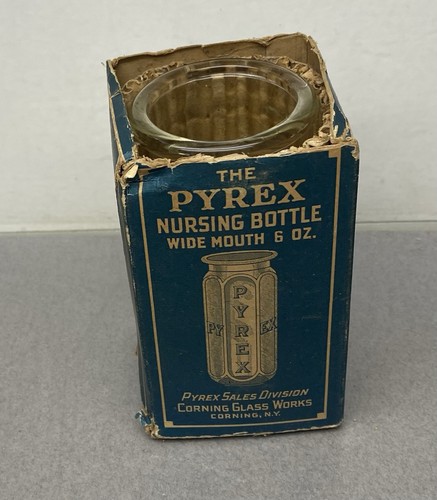 THE
PYREX
NURSING BOTTLE
WIDE MOUTH 6 OZ.
PY PYREX EX
PYREX SALES DIVISION
CORNING GLASS WORKS
CORNING, N.Y.